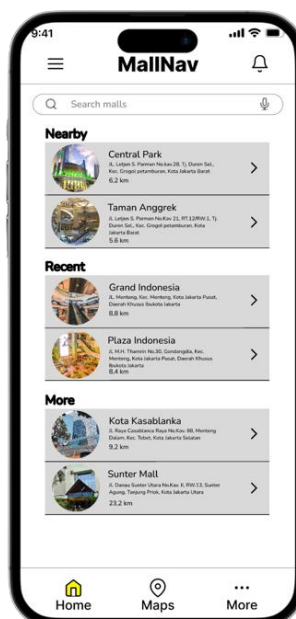 9:41
MallNav
Search malls
Nearby
Central Park
JL. Letjen S. Parman No.kav.28, Tj. Duren Sel.,
Kec. Grogol petamburan, Kota Jakarta Barat
6,2 km
Taman Anggrek
Jl. Letjen S. Parman No.Kav 21, RT.12/RW.1, Tj.
Duren Sel., Kec. Grogol petamburan, Kota
Jakarta Barat
5.6 km
Recent
Grand Indonesia
JL. Menteng, Kec. Menteng, Kota Jakarta Pusat,
Daerah Khusus Ibukota Jakarta
8,8 km
Plaza Indonesia
Jl. M.H. Thamrin No.30, Gondangdia, Kec.
Menteng, Kota Jakarta Pusat, Daerah Khusus
Ibukota Jakarta
8,4 km
More
Kota Kasablanka
Jl. Raya Casablanca Raya No.Kav. 88, Menteng
Dalam, Kec. Tebet, Kota Jakarta Selatan
9,2 km
Sunter Mall
Jl. Danau Sunter Utara No.Kav. II, RW.13, Sunter
Agung, Tanjung Priok, Kota Jakarta Utara
23,2 km
Home
Maps
More